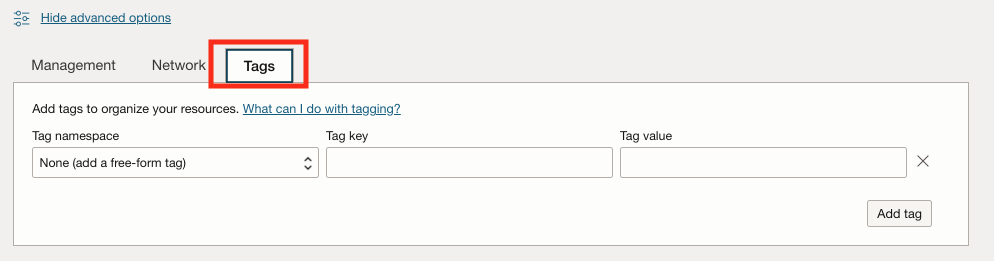 Hide advanced options
Management Network Tags
Add tags to organize your resources. What can I do with tagging?
Tag namespace Tag key Tag value
None (add a free-form tag)
Add tag